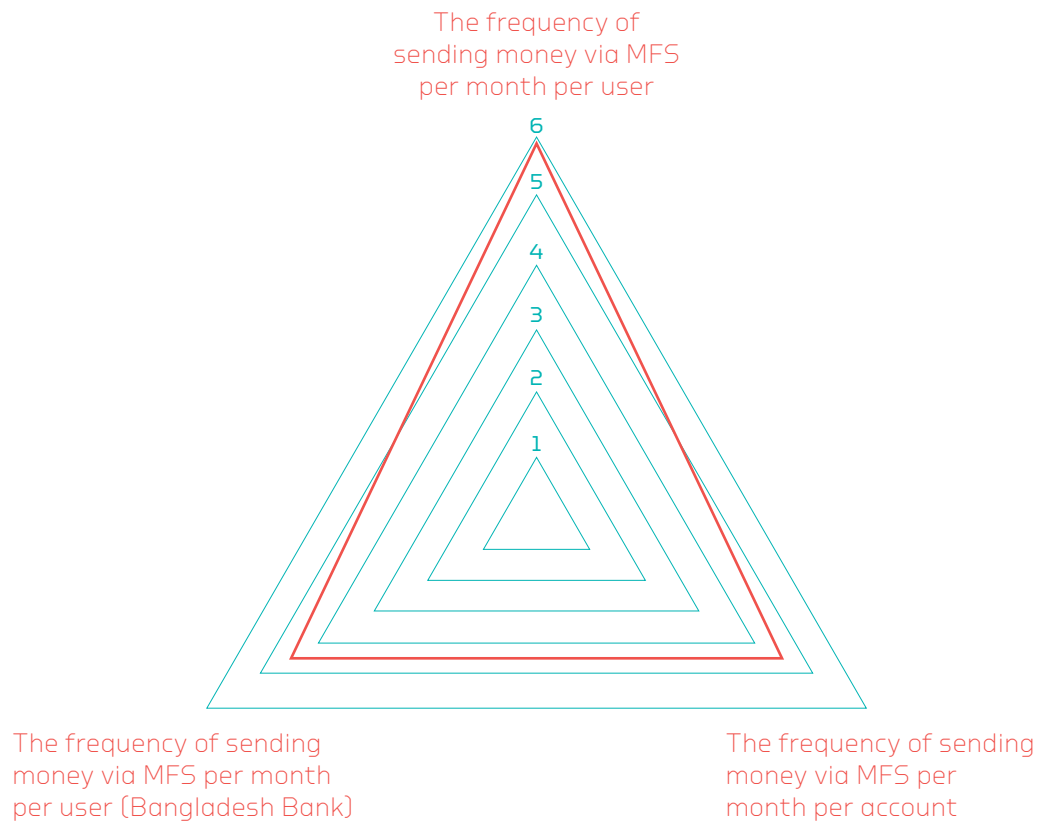 The frequency of
sending money via MFS
per month per user
6
5
4
3
2
1
The frequency of sending
money via MFS per month
per user (Bangladesh Bank)
The frequency of sending
money via MFS per
month per account